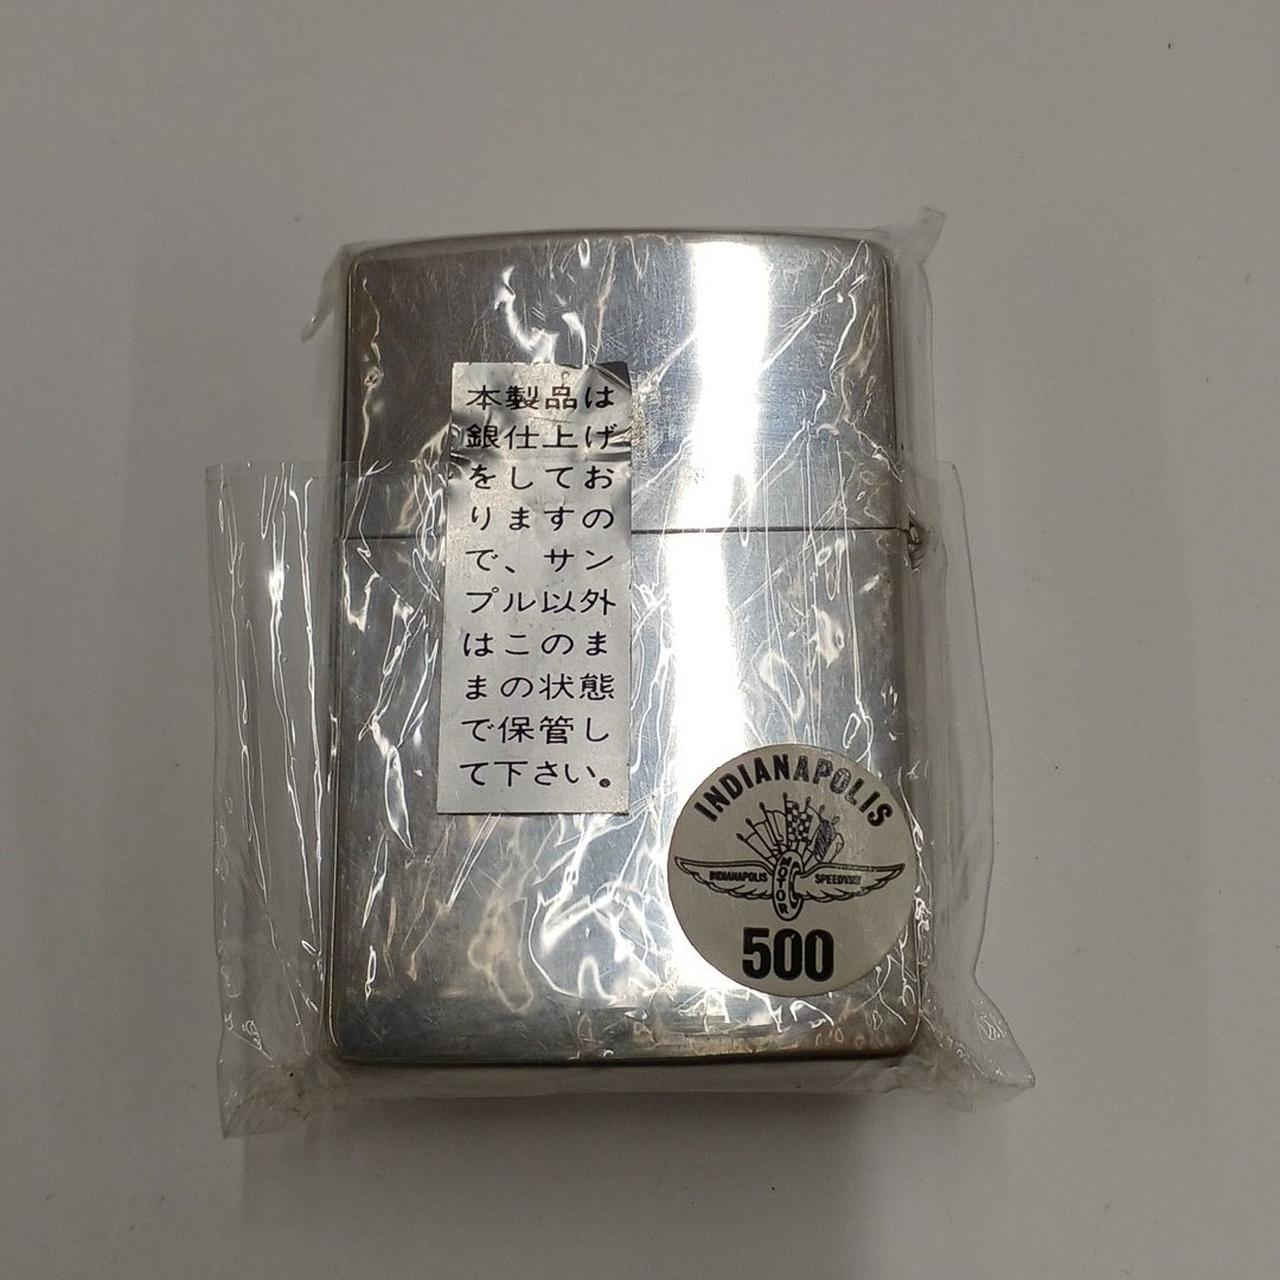 本製品は
銀仕上げ
をしてお
りますの
で、サン
プル以外
はこのま
まの状態
で保管し
て下さい。
INDIANAPOLIS
INDIANAPOLIS MOTOR SPEEDWAY
500